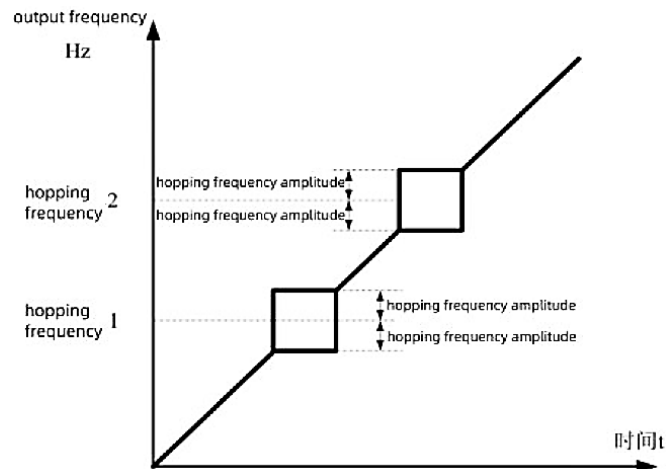 output frequency
Hz
hopping frequency amplitude
hopping
frequency 2
hopping frequency amplitude
hopping frequency amplitude
hopping
frequency 1
hopping frequency amplitude
时间t